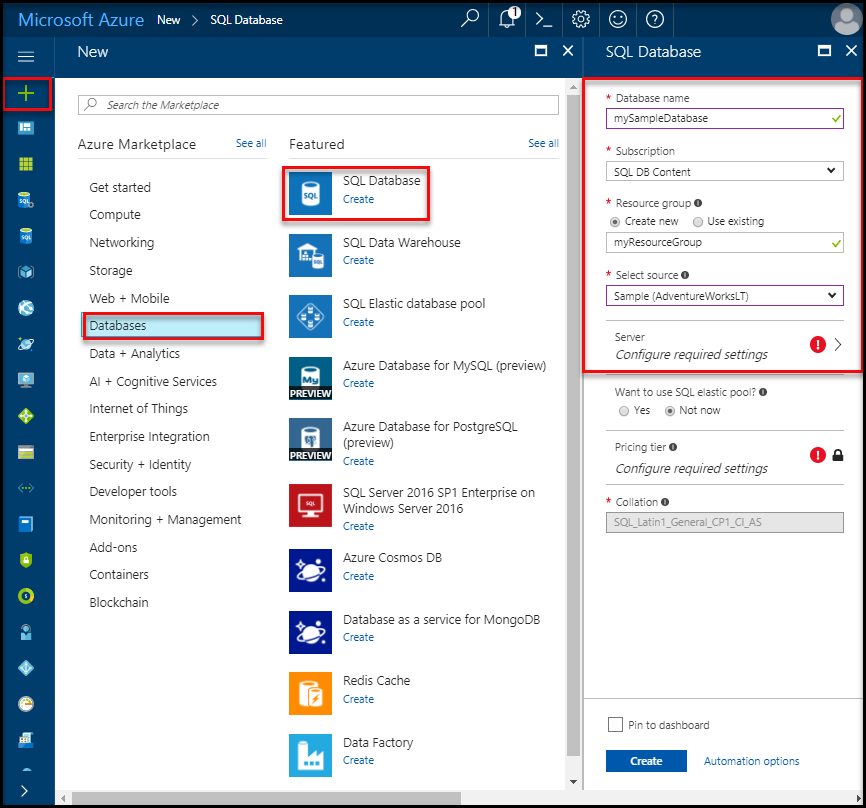 Microsoft Azure New > SQL Database
1
New
SQL Database
Search the Marketplace
Azure Marketplace See all
Get started
Compute
Networking
Storage
Web + Mobile
Databases
Data + Analytics
AI + Cognitive Services
Internet of Things
Enterprise Integration
Security + Identity
Developer tools
Monitoring + Management
Add-ons
Containers
Blockchain
Featured See all
SQL
SQL Database
Create
SQL Data Warehouse
Create
SQL Elastic database pool
Create
My
PREVIEW
Azure Database for MySQL (preview)
Create
PREVIEW
Azure Database for PostgreSQL
(preview)
Create
SQL
SQL Server 2016 SP1 Enterprise on
Windows Server 2016
Create
Azure Cosmos DB
Create
Database as a service for MongoDB
Create
Redis Cache
Create
Data Factory
Create
* Database name
mySampleDatabase
* Subscription
SQL DB Content
* Resource group
Create new Use existing
myResourceGroup
* Select source
Sample (AdventureWorksLT)
Server
Configure required settings
Want to use SQL elastic pool?
Yes Not now
Pricing tier
Configure required settings
* Collation
SQL_Latin1_General_CP1_CI_AS
Pin to dashboard
Create Automation options